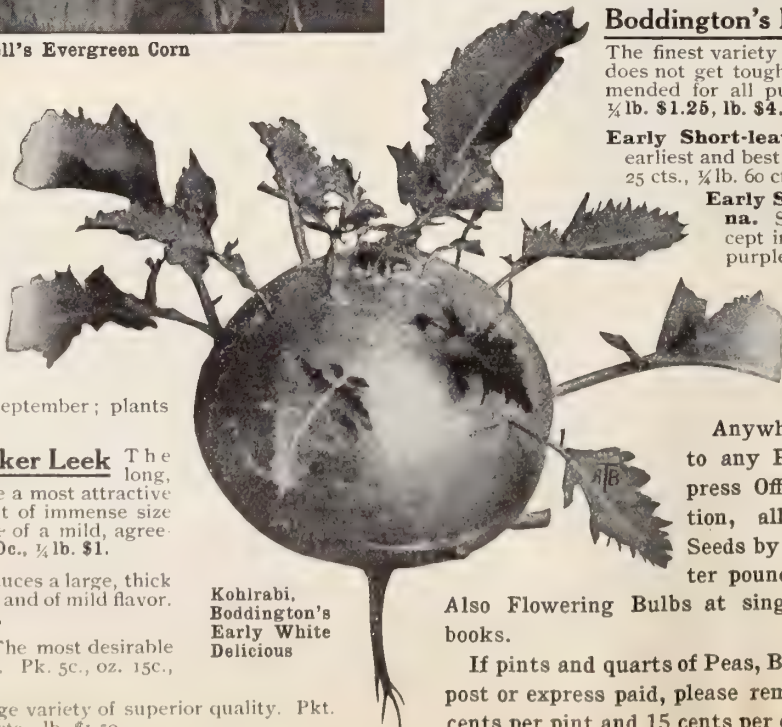 ll's Evergreen Corn
eptember; plants
ker Leek The
long,
e a most attractive
t of immense size
of a mild, agree-
0c., ¼ lb. $1.
uces a large, thick
and of mild flavor.
he most desirable
. Pk. 5c., oz. 15c.,
ge variety of superior quality. Pkt.
Kohlrabi,
Boddington's
Early White
Delicious
Boddington's
The finest variety
does not get tough
mended for all pu
¼ lb. $1.25, lb. $4.
Early Short-lea
earliest and best
25 cts., ¼ lb. 60 c
Early S
na. S
cept i
purple
ATB
Anywh
to any E
press Off
tion, all
Seeds by
ter poun
Also Flowering Bulbs at sing
books.
If pints and quarts of Peas, B
post or express paid, please re
cents per pint and 15 cents per